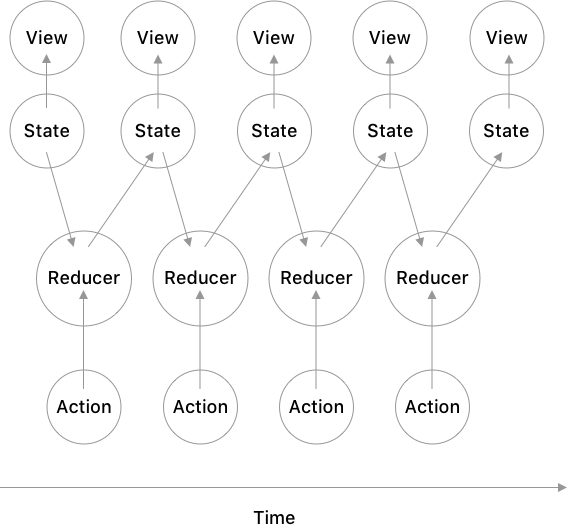 View View View View View
State State State State State
Reducer Reducer Reducer Reducer
Action Action Action Action
Time